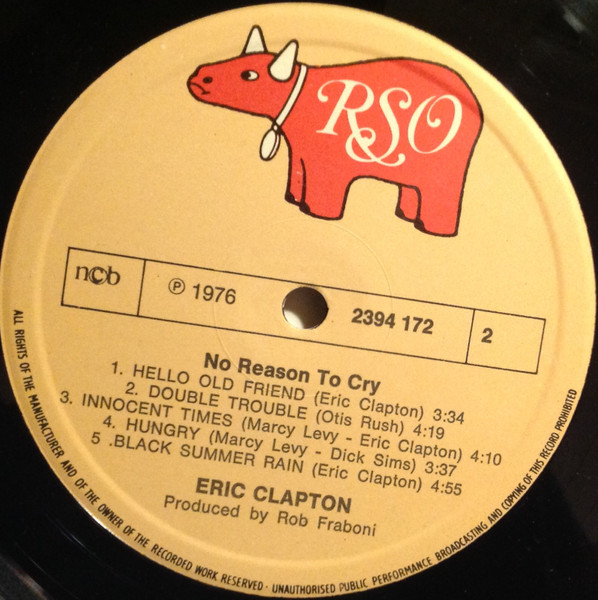 RSO
n©b
℗ 1976
2394 172
2
No Reason To Cry
1. HELLO OLD FRIEND (Eric Clapton) 3:34
2. DOUBLE TROUBLE (Otis Rush) 4:19
3. INNOCENT TIMES (Marcy Levy - Eric Clapton) 4:10
4. HUNGRY (Marcy Levy - Dick Sims) 3:37
5 .BLACK SUMMER RAIN (Eric Clapton) 4:55
ERIC CLAPTON
Produced by Rob Fraboni
ALL RIGHTS OF THE MANUFACTURER AND OF THE OWNER OF THE RECORDED WORK RESERVED · UNAUTHORISED PUBLIC PERFORMANCE BROADCASTING AND COPYING OF THIS RECORD PROHIBITED